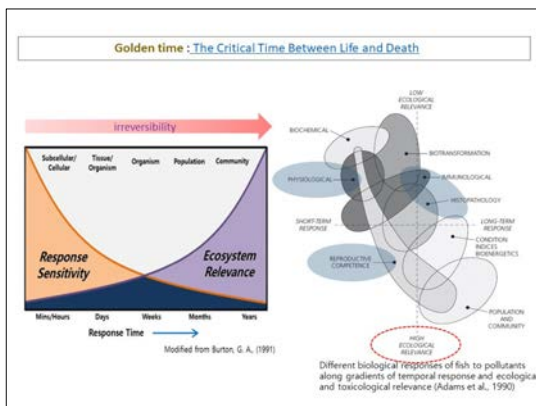 Golden time : The Critical Time Between Life and Death
irreversibility
Subcellular/
Cellular
Tissue/
Organism
Organism
Population
Community
Response
Sensitivity
Ecosystem
Relevance
Mins/Hours
Days
Weeks
Months
Years
Response Time
Modified from Burton, G. A., (1991)
LOW
ECOLOGICAL
RELEVANCE
BIOCHEMICAL
BIOTRANSFORMATION
PHYSIOLOGICAL
IMMUNOLOGICAL
HISTOPATHOLOGY
SHORT-TERM
RESPONSE
LONG-TERM
RESPONSE
CONDITION
INDICES
BIOENERGETICS
REPRODUCTIVE
COMPETENCE
POPULATION
AND
COMMUNITY
HIGH
ECOLOGICAL
RELEVANCE
Different biological responses of fish to pollutants
along gradients of temporal response and ecological
and toxicological relevance (Adams et al., 1990)